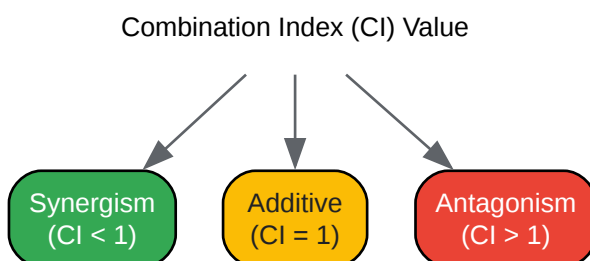 Combination Index (CI) Value
Synergism
(CI < 1)
Additive
(CI = 1)
Antagonism
(CI > 1)